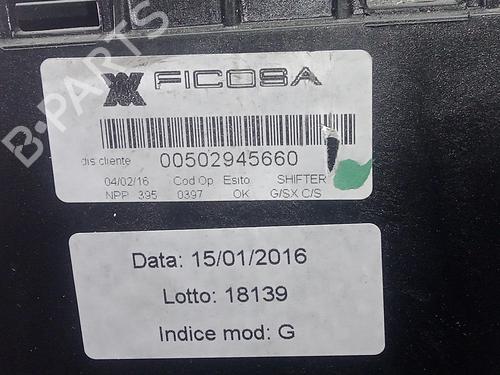 FICOSA
dis cliente 00502945660
04/02/16 Cod Op Esito SHIFTER
NPP 395 0397 OK G/SX C/S
Data: 15/01/2016
Lotto: 18139
Indice mod: G
B-PARTS